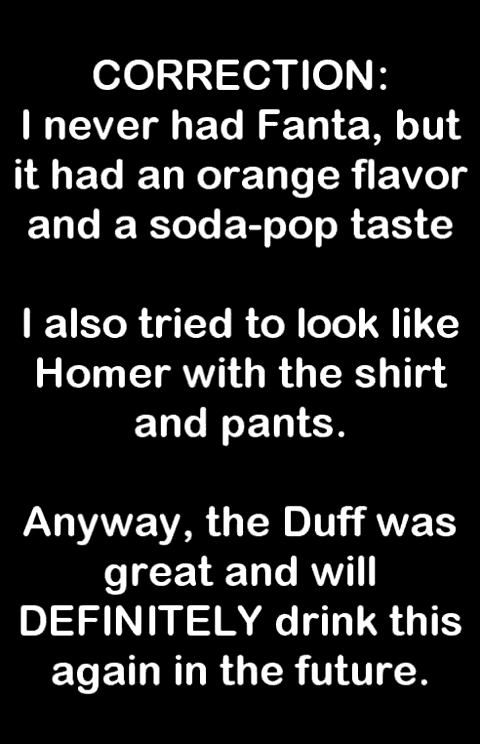 CORRECTION:
I never had Fanta, but
it had an orange flavor
and a soda-pop taste
I also tried to look like
Homer with the shirt
and pants.
Anyway, the Duff was
great and will
DEFINITELY drink this
again in the future.